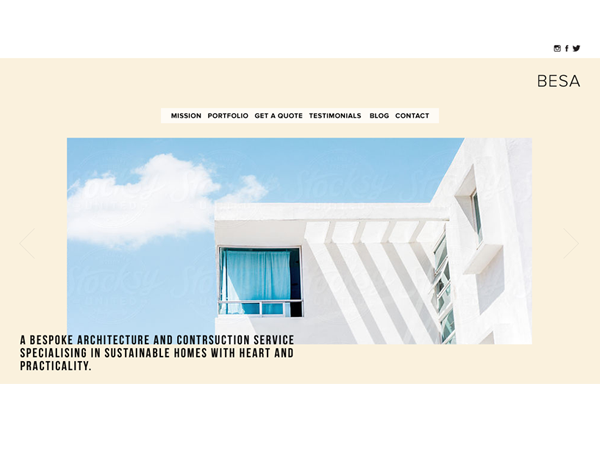 BESA
MISSION PORTFOLIO GET A QUOTE TESTIMONIALS BLOG CONTACT
A BESPOKE ARCHITECTURE AND CONTRSUCTION SERVICE
SPECIALISING IN SUSTAINABLE HOMES WITH HEART AND
PRACTICALITY.